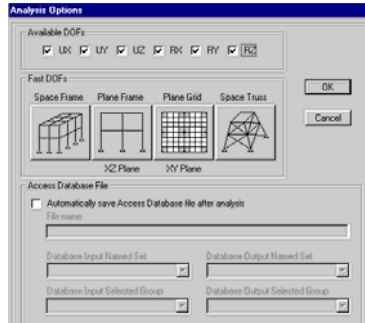 Analysis Options
Available DOFs
UX UY UZ RX RY RZ
Fast DOFs
Space Frame Plane Frame Plane Grid Space Truss
XZ Plane XY Plane
OK
Cancel
Access Database File
Automatically save Access Database file after analysis
File name
Database Input Named Set Database Output Named Set
Database Input Selected Group Database Output Selected Group